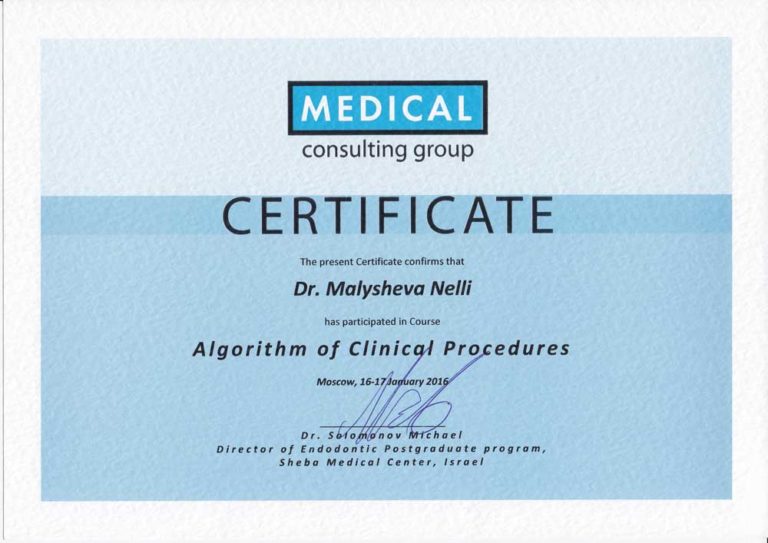 MEDICAL
consulting group
CERTIFICATE
The present Certificate confirms that
Dr. Malysheva Nelli
has participated in Course
Algorithm of Clinical Procedures
Moscow, 16-17 January 2016
Dr. Solomonov Michael
Director of Endodontic Postgraduate program,
Sheba Medical Center, Israel